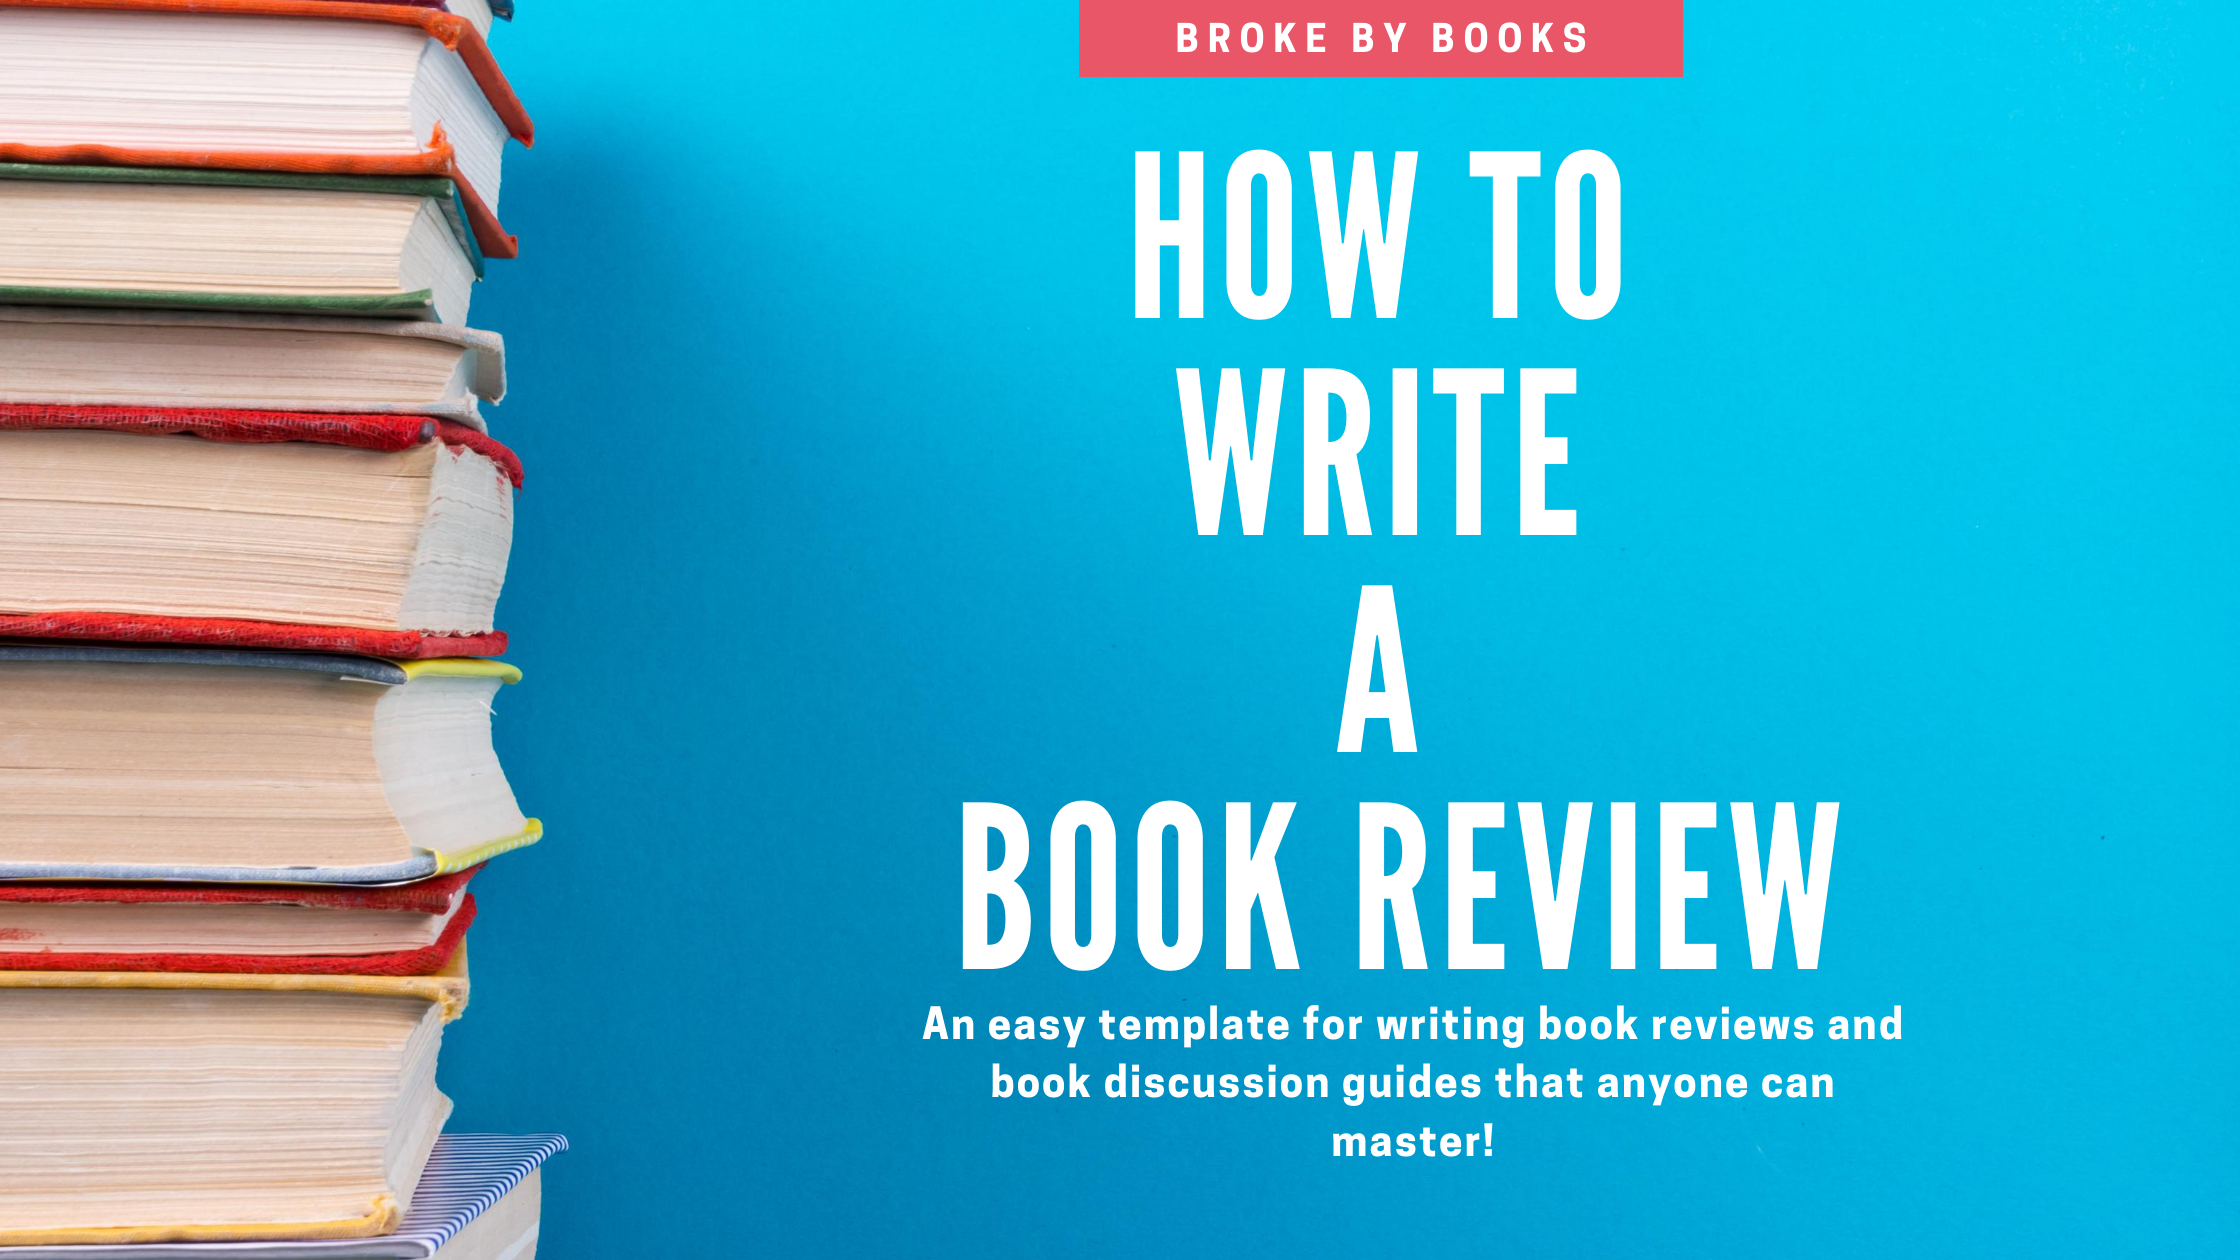 BROKE BY BOOKS
HOW TO
WRITE
A
BOOK REVIEW
An easy template for writing book reviews and
book discussion guides that anyone can
master!